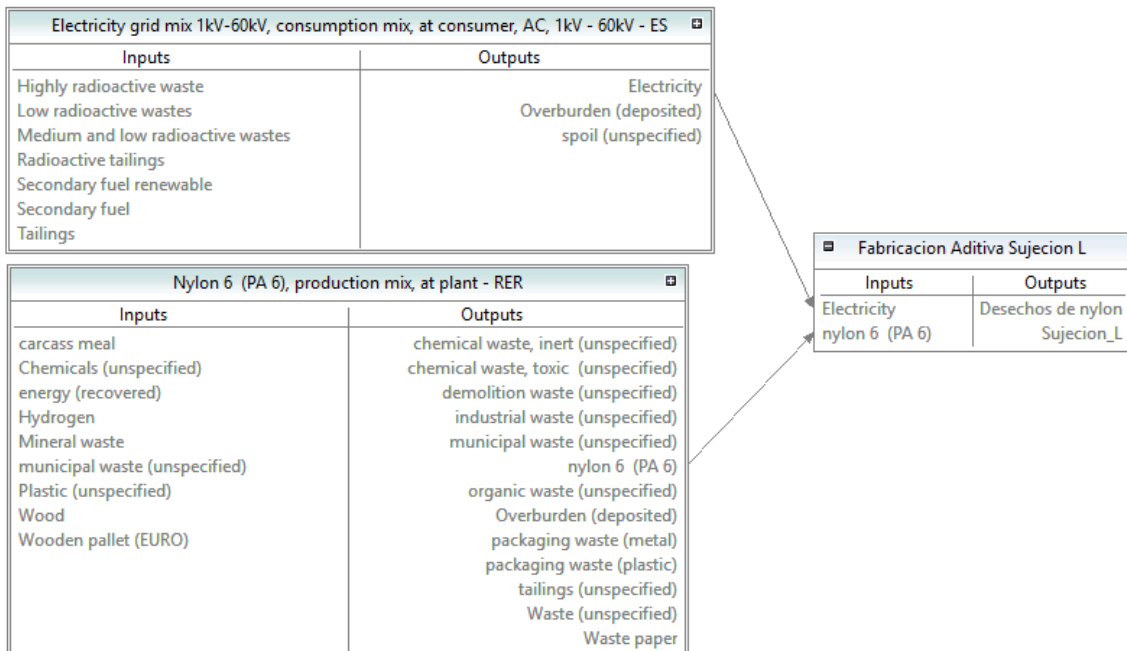 Electricity grid mix 1kV-60kV, consumption mix, at consumer, AC, 1kV - 60kV - ES
Inputs Outputs
Highly radioactive waste Electricity
Low radioactive wastes Overburden (deposited)
Medium and low radioactive wastes spoil (unspecified)
Radioactive tailings
Secondary fuel renewable
Secondary fuel
Tailings
Nylon 6 (PA 6), production mix, at plant - RER
Inputs Outputs
carcass meal chemical waste, inert (unspecified)
Chemicals (unspecified) chemical waste, toxic (unspecified)
energy (recovered) demolition waste (unspecified)
Hydrogen industrial waste (unspecified)
Mineral waste municipal waste (unspecified)
municipal waste (unspecified) nylon 6 (PA 6)
Plastic (unspecified) organic waste (unspecified)
Wood Overburden (deposited)
Wooden pallet (EURO) packaging waste (metal)
packaging waste (plastic)
tailings (unspecified)
Waste (unspecified)
Waste paper
Fabricacion Aditiva Sujecion L
Inputs Outputs
Electricity Desechos de nylon
nylon 6 (PA 6) Sujecion_L